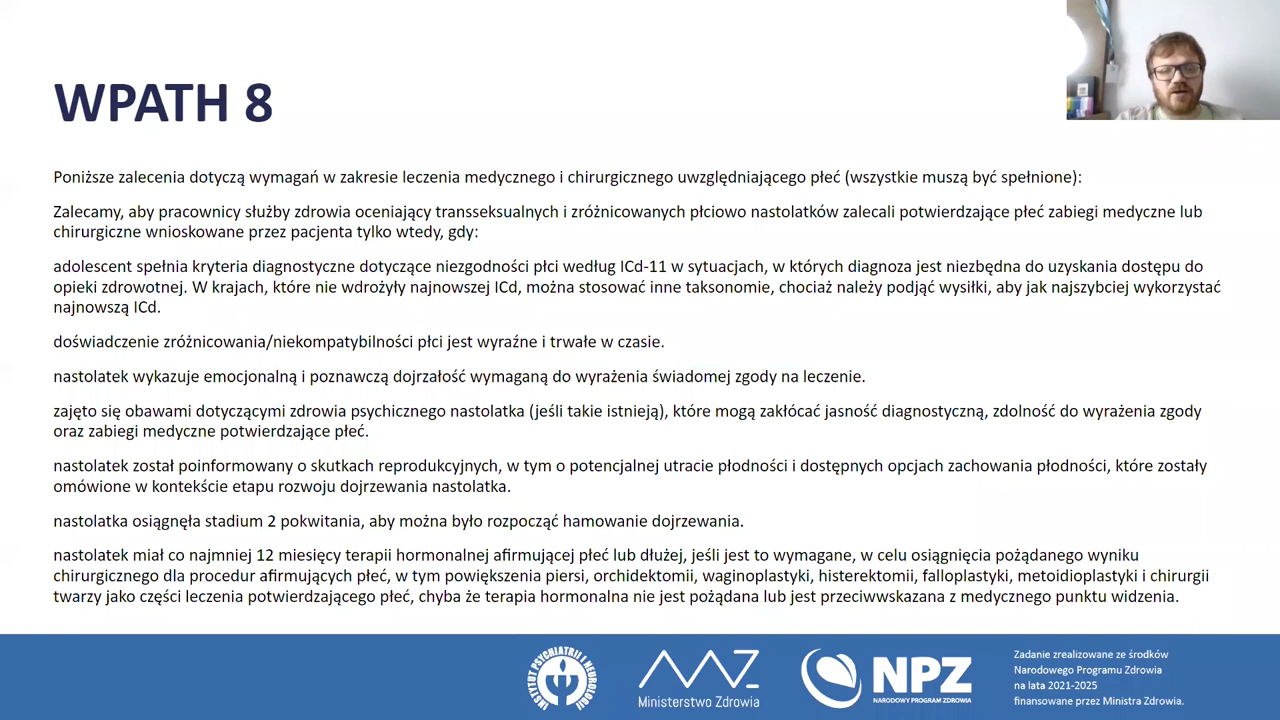 WPATH 8
Poniższe zalecenia dotyczą wymagań w zakresie leczenia medycznego i chirurgicznego uwzględniającego płeć (wszystkie muszą być spełnione):
Zalecamy, aby pracownicy służby zdrowia oceniający transseksualnych i zróżnicowanych płciowo nastolatków zalecali potwierdzające płeć zabiegi medyczne lub
chirurgiczne wnioskowane przez pacjenta tylko wtedy, gdy:
adolescent spełnia kryteria diagnostyczne dotyczące niezgodności płci według ICd-11 w sytuacjach, w których diagnoza jest niezbędna do uzyskania dostępu do
opieki zdrowotnej. W krajach, które nie wdrożyły najnowszej ICd, można stosować inne taksonomie, chociaż należy podjąć wysiłki, aby jak najszybciej wykorzystać
najnowszą ICd.
doświadczenie zróżnicowania/niekompatybilności płci jest wyraźne i trwałe w czasie.
nastolatek wykazuje emocjonalną i poznawczą dojrzałość wymaganą do wyrażenia świadomej zgody na leczenie.
zajęto się obawami dotyczącymi zdrowia psychicznego nastolatka (jeśli takie istnieją), które mogą zakłócać jasność diagnostyczną, zdolność do wyrażenia zgody
oraz zabiegi medyczne potwierdzające płeć.
nastolatek został poinformowany o skutkach reprodukcyjnych, w tym o potencjalnej utracie płodności i dostępnych opcjach zachowania płodności, które zostały
omówione w kontekście etapu rozwoju dojrzewania nastolatka.
nastolatka osiągnęła stadium 2 pokwitania, aby można było rozpocząć hamowanie dojrzewania.
nastolatek miał co najmniej 12 miesięcy terapii hormonalnej afirmującej płeć lub dłużej, jeśli jest to wymagane, w celu osiągnięcia pożądanego wyniku
chirurgicznego dla procedur afirmujących płeć, w tym powiększenia piersi, orchidektomii, waginoplastyki, histerektomii, falloplastyki, metoidioplastyki i chirurgii
twarzy jako części leczenia potwierdzającego płeć, chyba że terapia hormonalna nie jest pożądana lub jest przeciwwskazana z medycznego punktu widzenia.
INSTYTUT PSYCHIATRII I NEUROLOGII
MZ
Ministerstwo Zdrowia
NPZ
NARODOWY PROGRAM ZDROWIA
Zadanie zrealizowane ze środków
Narodowego Programu Zdrowia
na lata 2021-2025
finansowane przez Ministra Zdrowia.